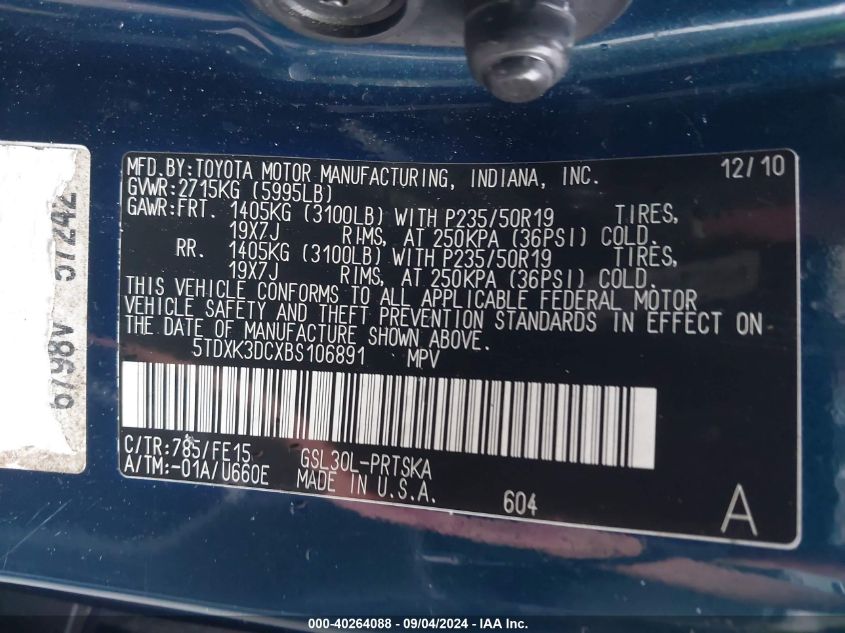 MFD.BY:TOYOTA MOTOR MANUFACTURING, INDIANA, INC. 12/10
GVWR:2715KG (5995LB)
GAWR:FRT. 1405KG (3100LB) WITH P235/50R19 TIRES,
19X7J RIMS, AT 250KPA (36PSI) COLD.
RR. 1405KG (3100LB) WITH P235/50R19 TIRES,
19X7J RIMS, AT 250KPA (36PSI) COLD.
THIS VEHICLE CONFORMS TO ALL APPLICABLE FEDERAL MOTOR
VEHICLE SAFETY AND THEFT PREVENTION STANDARDS IN EFFECT ON
THE DATE OF MANUFACTURE SHOWN ABOVE.
5TDXK3DCXBS106891 MPV
C/TR:785/FE15 GSL30L-PRTSKA
A/TM:-01A/U660E MADE IN U.S.A.
604
A
6798V 57242
000-40264088 - 09/04/2024 - IAA Inc.